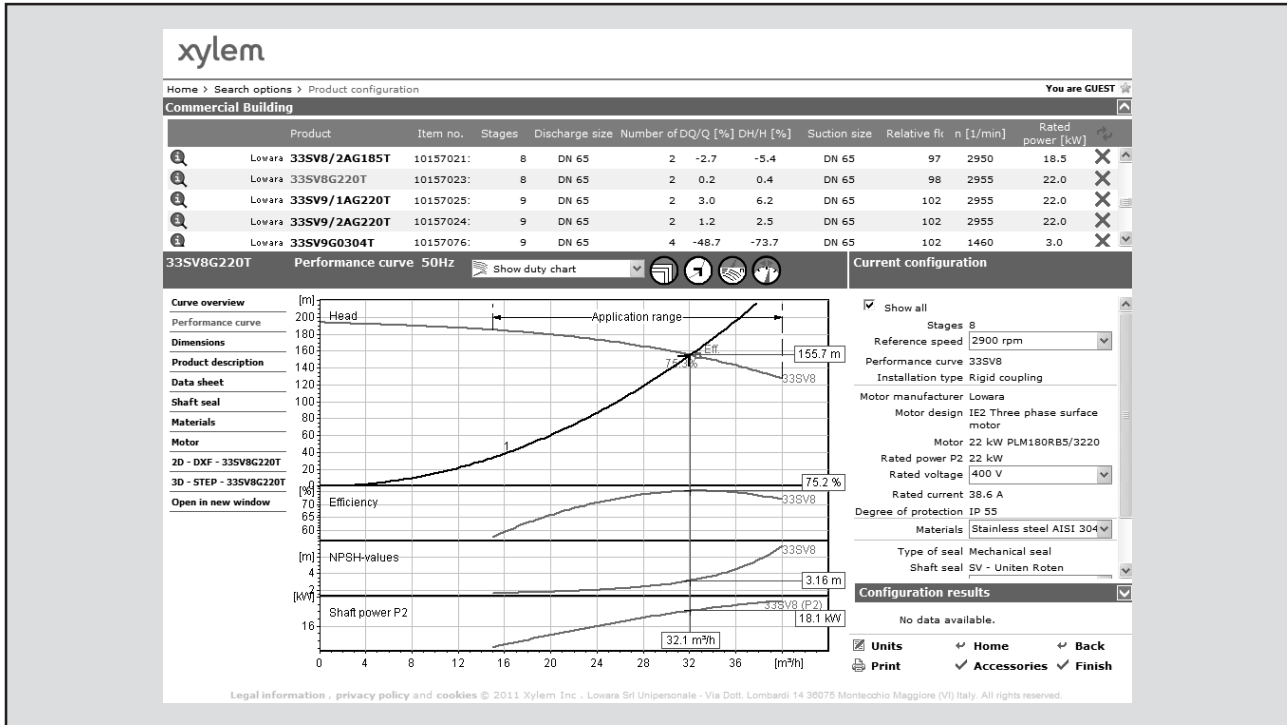 xylem
Home > Search options > Product configuration
You are GUEST
Commercial Building
Product Item no. Stages Discharge size Number of DQ/Q [%] DH/H [%] Suction size Relative flo n [1/min] Rated power [kW]
Lowara 33SV8/2AG185T 10157021: 8 DN 65 2 -2.7 -5.4 DN 65 97 2950 18.5
Lowara 33SV8G220T 10157023: 8 DN 65 2 0.2 0.4 DN 65 98 2955 22.0
Lowara 33SV9/1AG220T 10157025: 9 DN 65 2 3.0 6.2 DN 65 102 2955 22.0
Lowara 33SV9/2AG220T 10157024: 9 DN 65 2 1.2 2.5 DN 65 102 2955 22.0
Lowara 33SV9G0304T 10157076: 9 DN 65 4 -48.7 -73.7 DN 65 102 1460 3.0
33SV8G220T Performance curve 50Hz Show duty chart
Current configuration
Curve overview
Performance curve
Dimensions
Product description
Data sheet
Shaft seal
Materials
Motor
2D - DXF - 33SV8G220T
3D - STEP - 33SV8G220T
Open in new window
[m]
200
180
160
140
120
100
80
60
40
20
0
Head
Application range
Eff.
155.7 m
33SV8
1
75.2 %
[%]
70
65
60
Efficiency
33SV8
[m]
4
2
NPSH-values
33SV8
3.16 m
[kW]
16
Shaft power P2
33SV8 (P2)
18.1 kW
32.1 m³/h
0 4 8 12 16 20 24 28 32 36 [m³/h]
Show all
Stages 8
Reference speed 2900 rpm
Performance curve 33SV8
Installation type Rigid coupling
Motor manufacturer Lowara
Motor design IE2 Three phase surface motor
Motor 22 kW PLM180RB5/3220
Rated power P2 22 kW
Rated voltage 400 V
Rated current 38.6 A
Degree of protection IP 55
Materials Stainless steel AISI 304
Type of seal Mechanical seal
Shaft seal SV - Uniten Roten
Configuration results
No data available.
Units Home Back
Print Accessories Finish
Legal information , privacy policy and cookies © 2011 Xylem Inc . Lowara Srl Unipersonale - Via Dott. Lombardi 14 36075 Montecchio Maggiore (VI) Italy. All rights reserved.